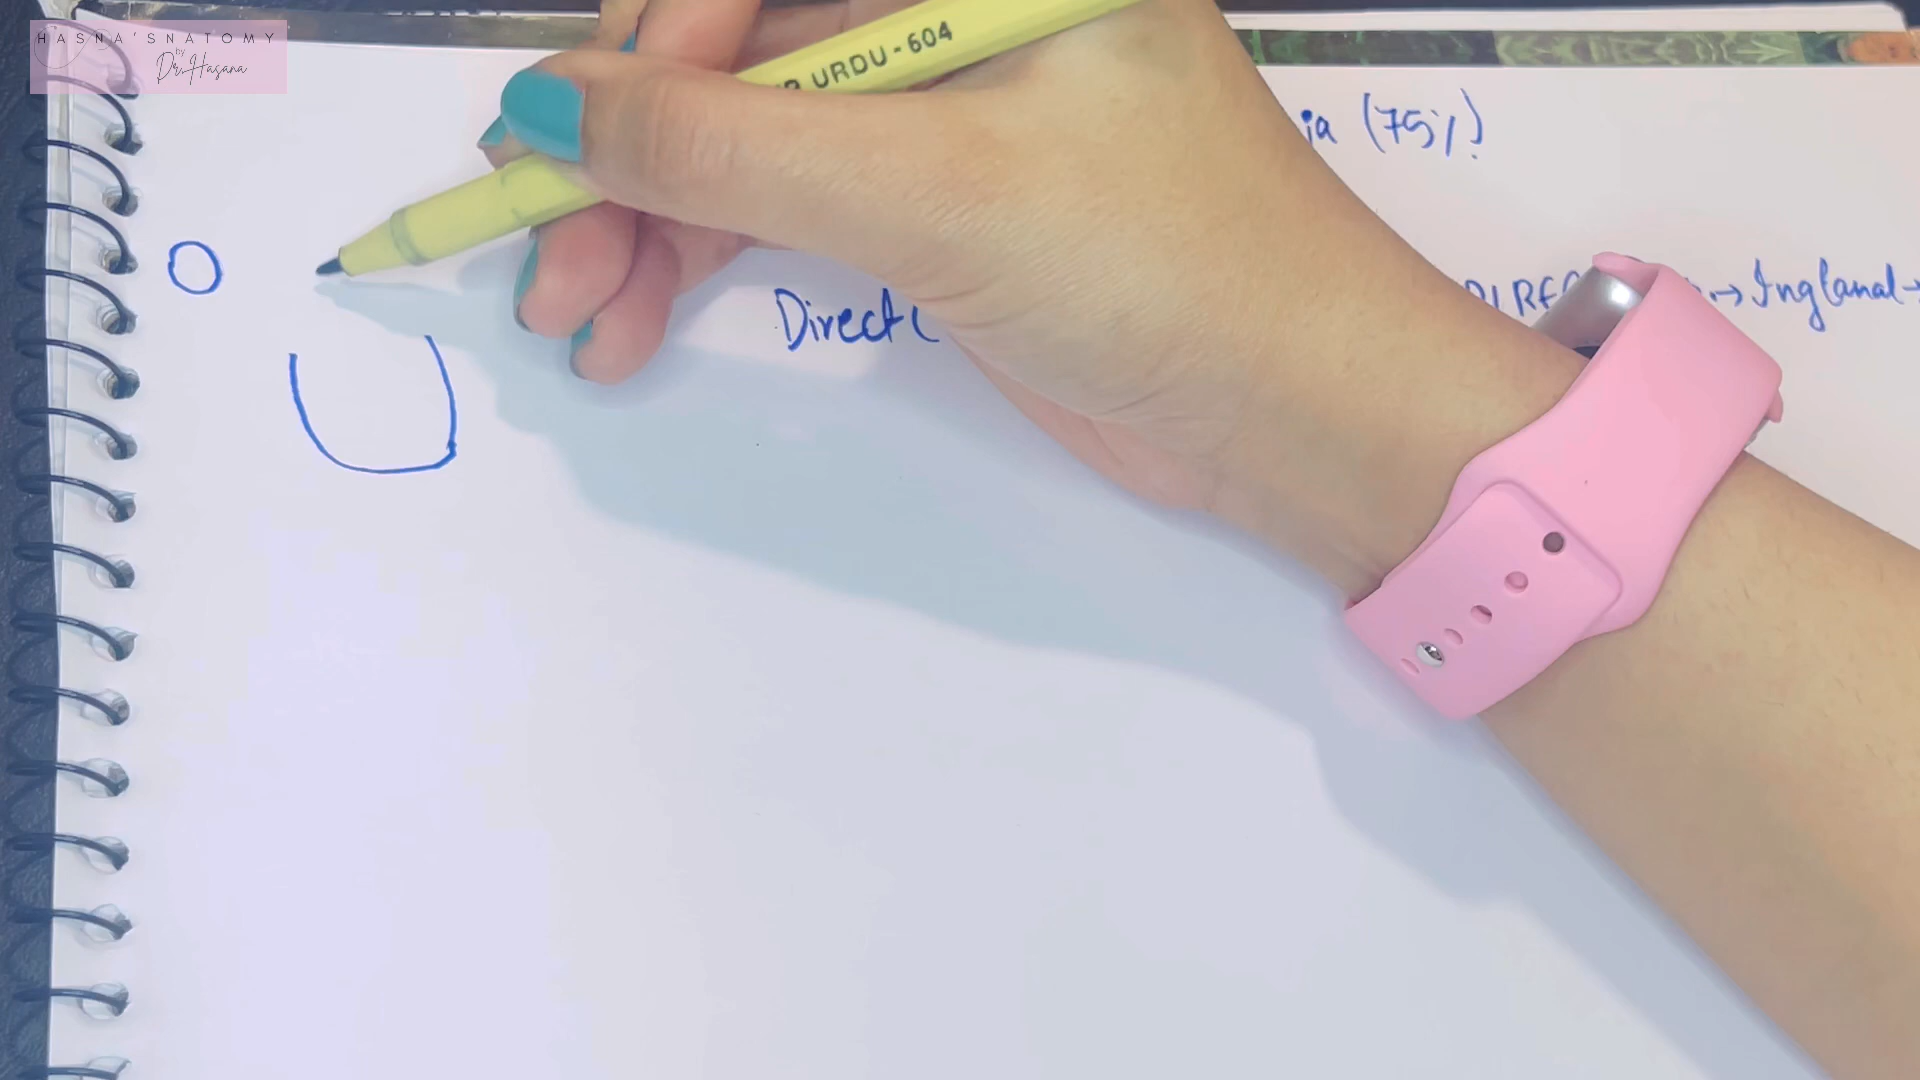 HASNA'SNATOMY
by
Dr. Hasana
URDU-604
ia (75%)
Direct (
→ Inglanal →